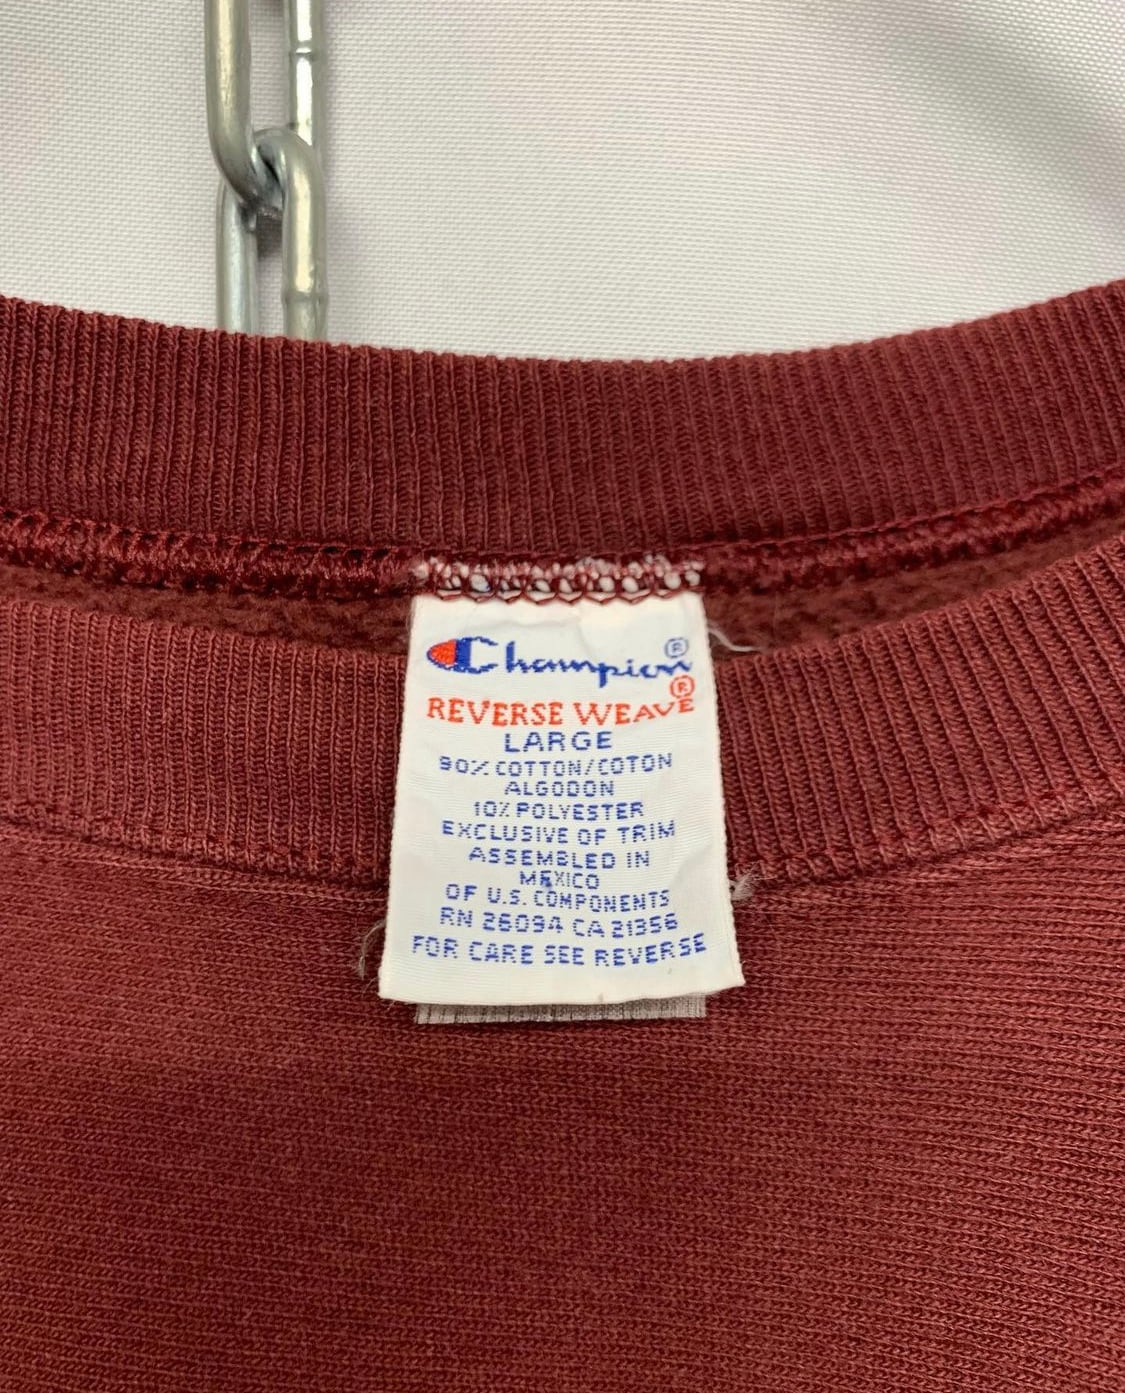 Champion®
REVERSE WEAVE®
LARGE
90% COTTON/COTON
ALGODON
10% POLYESTER
EXCLUSIVE OF TRIM
ASSEMBLED IN
MEXICO
OF U.S. COMPONENTS
RN 26094 CA 21356
FOR CARE SEE REVERSE